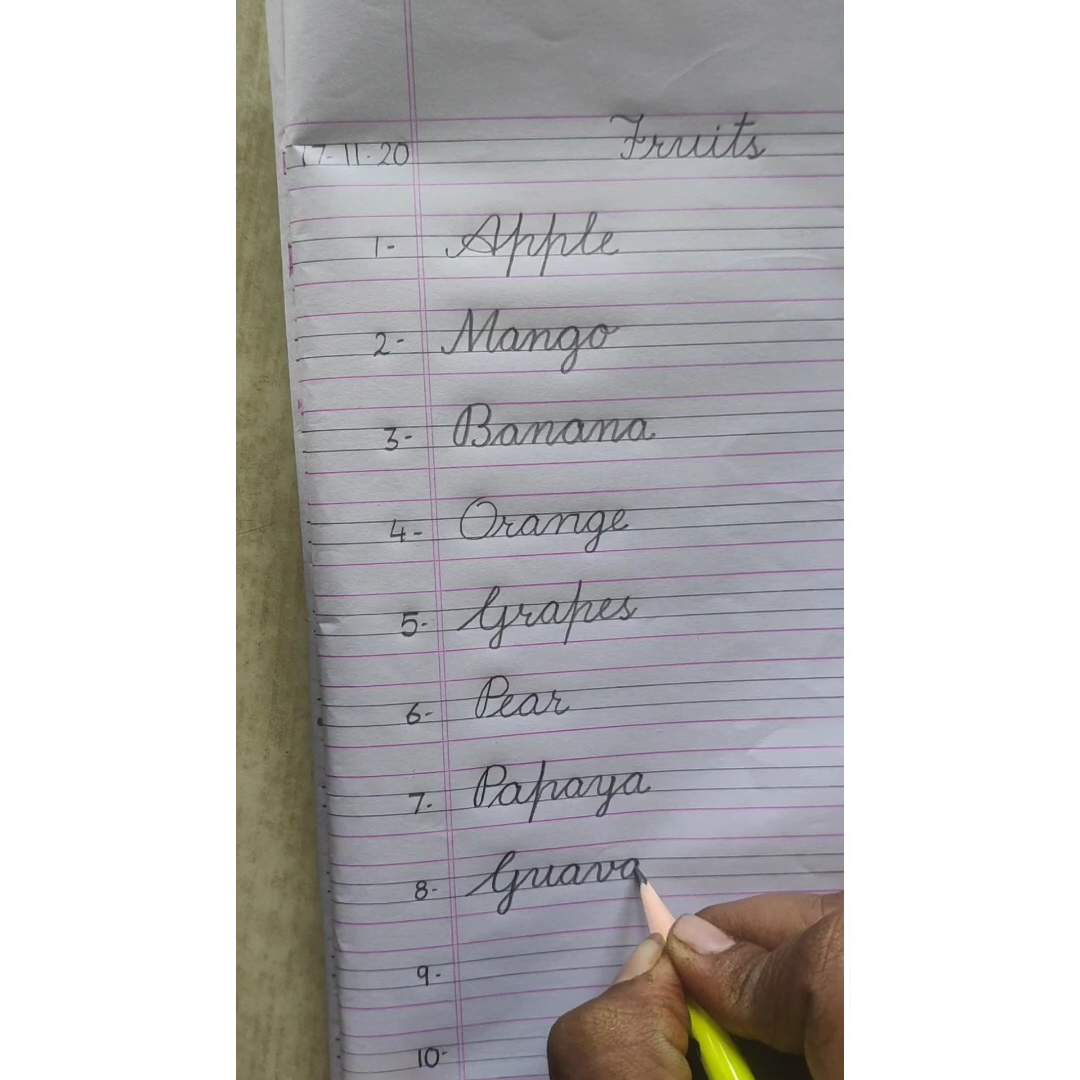 Fruits
17-11-20
1- Apple
2- Mango
3- Banana
4- Orange
5- Grapes
6- Pear
7- Papaya
8- Guava
9-
10-